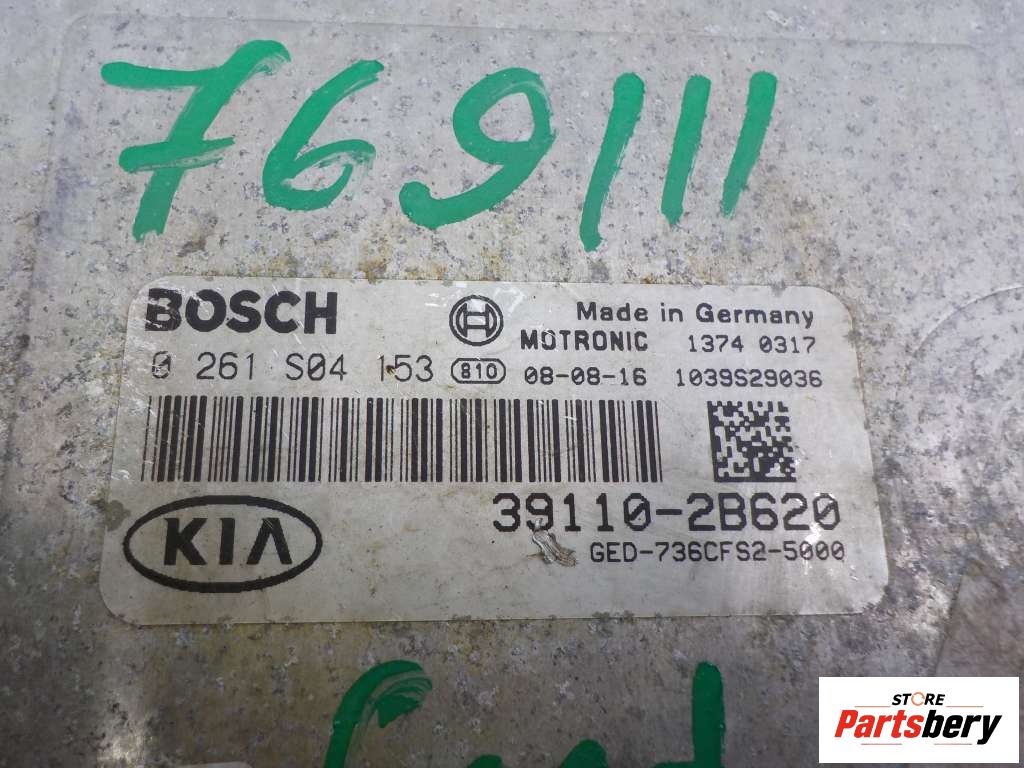 769111
BOSCH
Made in Germany
MOTRONIC 1374 0317
0 261 S04 153 810 08-08-16 1039S29036
KIA
39110-2B620
GED-736CFS2-5000
STORE
Partsbery